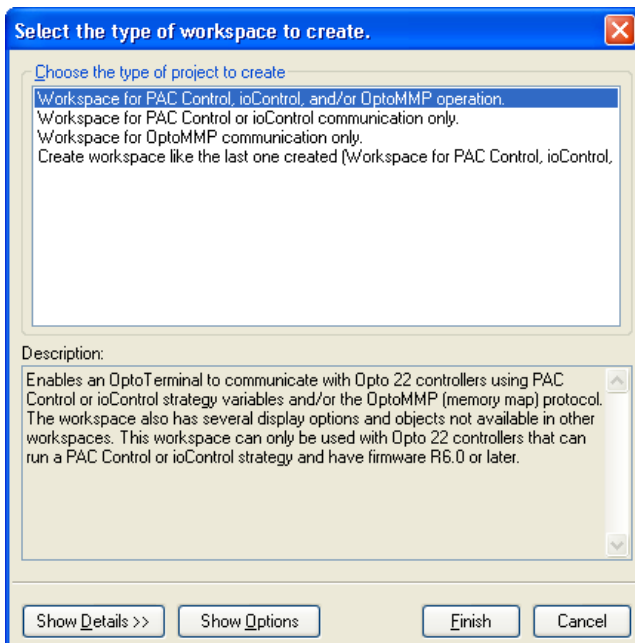 Select the type of workspace to create.
Choose the type of project to create
Workspace for PAC Control, ioControl, and/or OptoMMP operation.
Workspace for PAC Control or ioControl communication only.
Workspace for OptoMMP communication only.
Create workspace like the last one created (Workspace for PAC Control, ioControl,
Description:
Enables an OptoTerminal to communicate with Opto 22 controllers using PAC
Control or ioControl strategy variables and/or the OptoMMP (memory map) protocol.
The workspace also has several display options and objects not available in other
workspaces. This workspace can only be used with Opto 22 controllers that can
run a PAC Control or ioControl strategy and have firmware R6.0 or later.
Show Details >> Show Options Finish Cancel